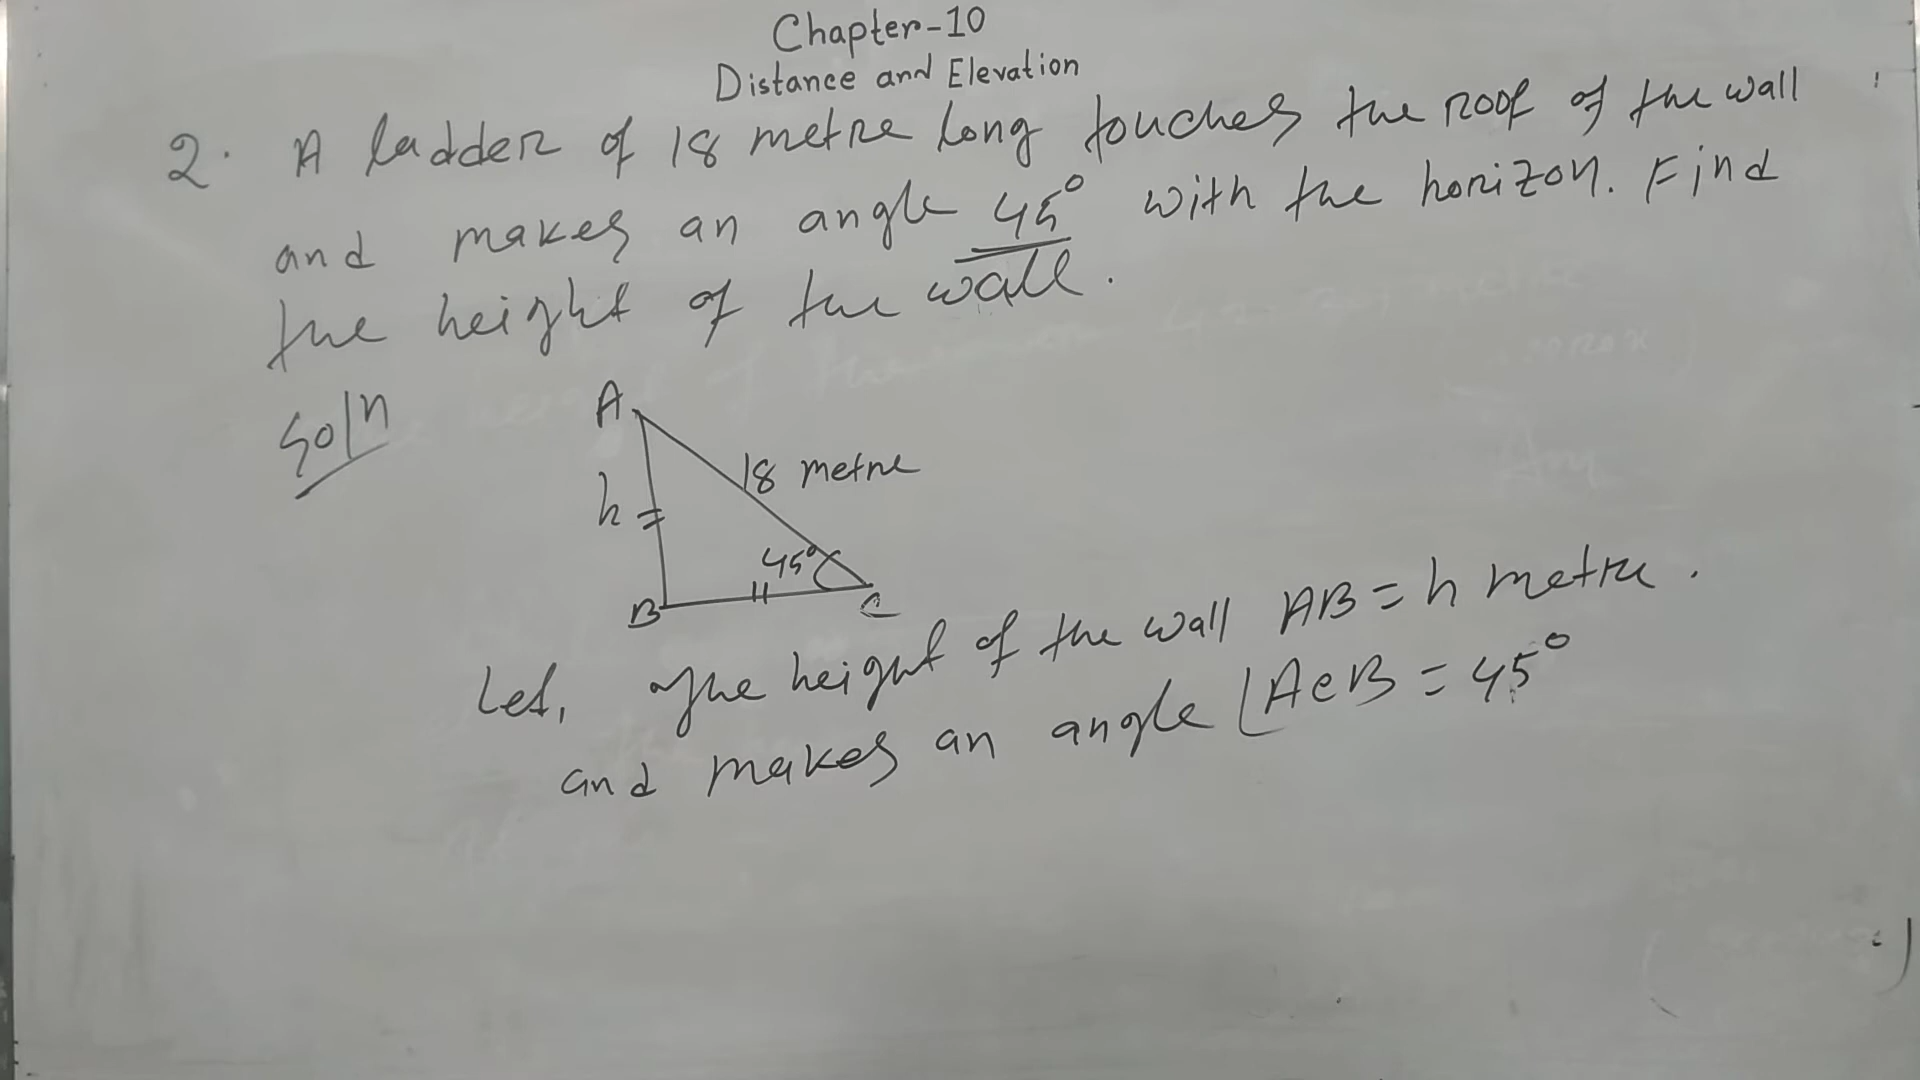 Chapter-10
Distance and Elevation
2. A ladder of 18 metre long touches the roof of the wall
and makes an angle 45° with the horizon. Find
the height of the wall.
Soln
A
18 metre
h
45°
B
C
Let, The height of the wall AB = h metre.
and makes an angle ∠ACB = 45°